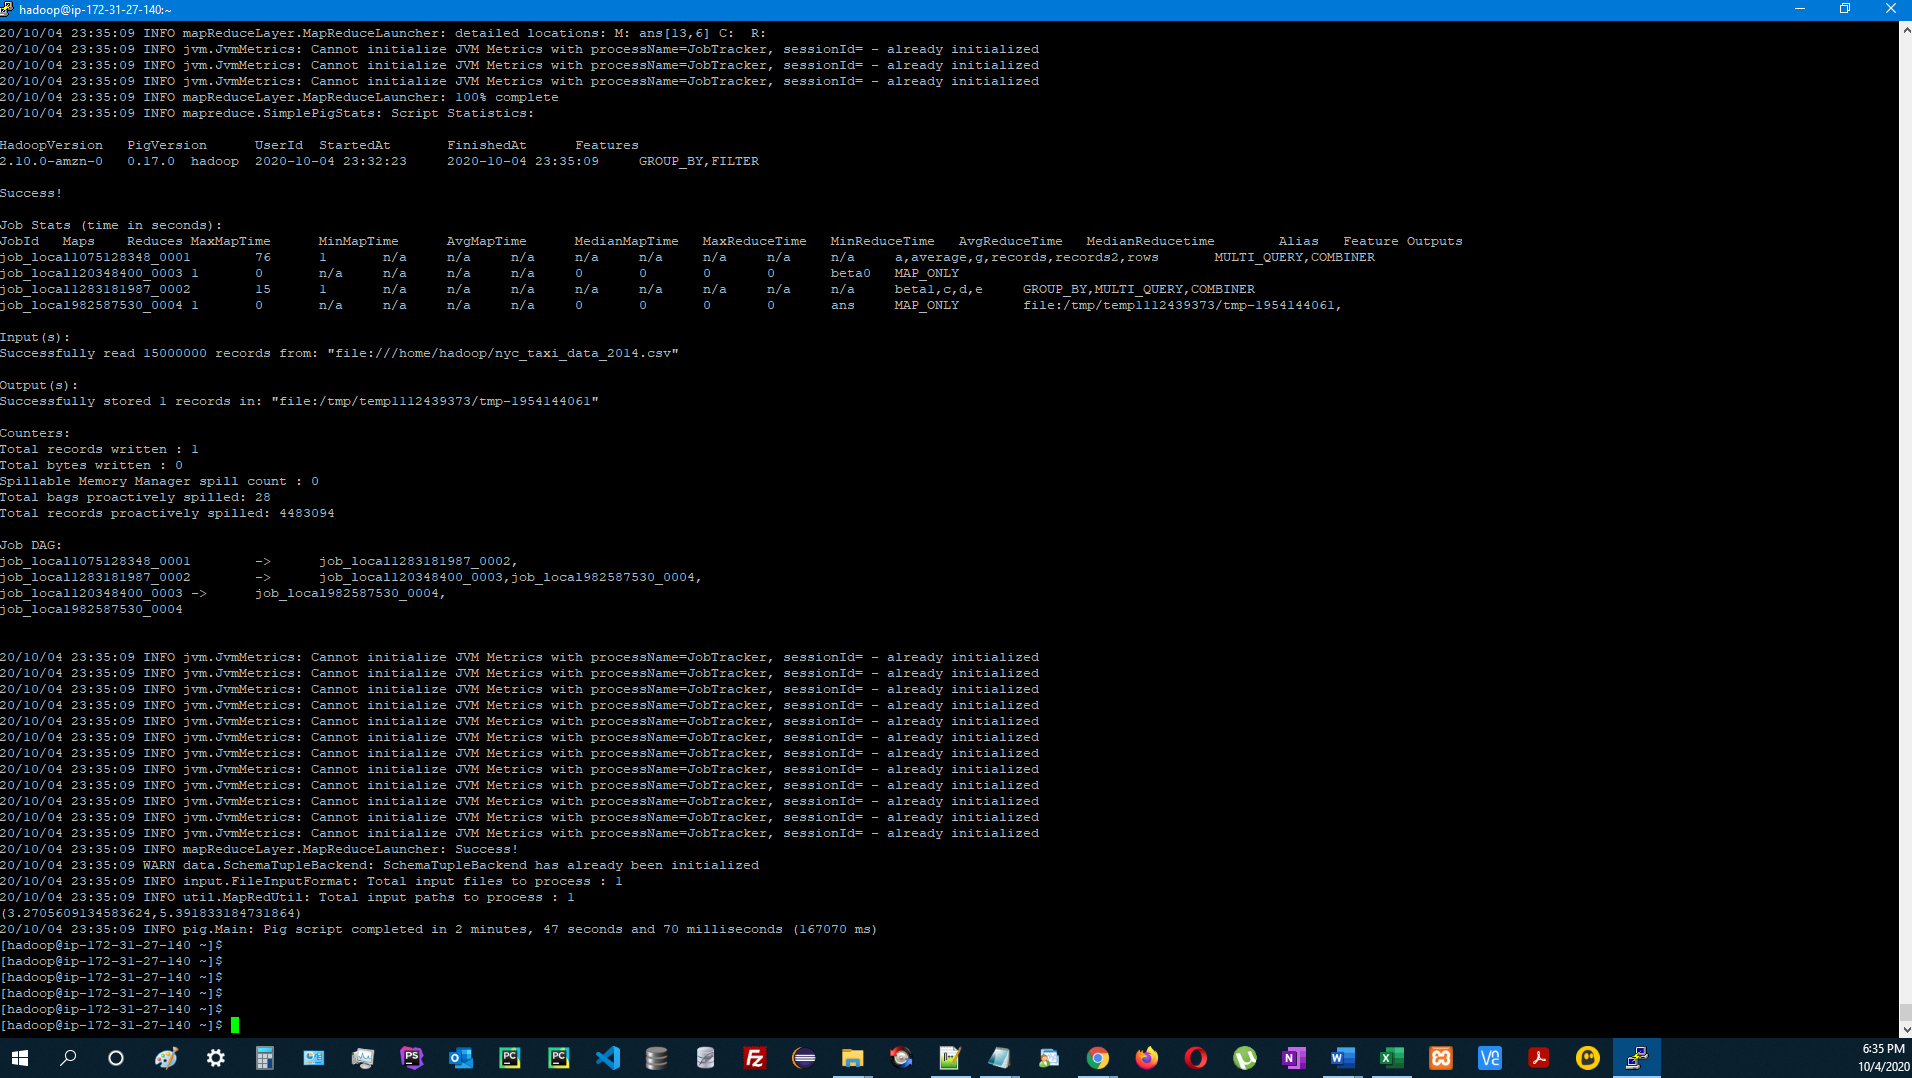 hadoop@ip-172-31-27-140:~
20/10/04 23:35:09 INFO mapReduceLayer.MapReduceLauncher: detailed locations: M: ans[13,6] C:  R:
20/10/04 23:35:09 INFO jvm.JvmMetrics: Cannot initialize JVM Metrics with processName=JobTracker, sessionId= - already initialized
20/10/04 23:35:09 INFO jvm.JvmMetrics: Cannot initialize JVM Metrics with processName=JobTracker, sessionId= - already initialized
20/10/04 23:35:09 INFO jvm.JvmMetrics: Cannot initialize JVM Metrics with processName=JobTracker, sessionId= - already initialized
20/10/04 23:35:09 INFO mapReduceLayer.MapReduceLauncher: 100% complete
20/10/04 23:35:09 INFO mapreduce.SimplePigStats: Script Statistics:
HadoopVersion PigVersion UserId StartedAt FinishedAt Features
2.10.0-amzn-0 0.17.0 hadoop 2020-10-04 23:32:23 2020-10-04 23:35:09 GROUP_BY,FILTER
Success!
Job Stats (time in seconds):
JobId Maps Reduces MaxMapTime MinMapTime AvgMapTime MedianMapTime MaxReduceTime MinReduceTime AvgReduceTime MedianReducetime Alias Feature Outputs
job_local1075128348_0001 76 1 n/a n/a n/a n/a n/a n/a n/a n/a a,average,g,records,records2,rows MULTI_QUERY,COMBINER
job_local120348400_0003 1 0 n/a n/a n/a n/a 0 0 0 0 beta0 MAP_ONLY
job_local1283181987_0002 15 1 n/a n/a n/a n/a n/a n/a n/a n/a beta1,c,d,e GROUP_BY,MULTI_QUERY,COMBINER
job_local982587530_0004 1 0 n/a n/a n/a n/a 0 0 0 0 ans MAP_ONLY file:/tmp/temp1112439373/tmp-1954144061,
Input(s):
Successfully read 15000000 records from: "file:///home/hadoop/nyc_taxi_data_2014.csv"
Output(s):
Successfully stored 1 records in: "file:/tmp/temp1112439373/tmp-1954144061"
Counters:
Total records written : 1
Total bytes written : 0
Spillable Memory Manager spill count : 0
Total bags proactively spilled: 28
Total records proactively spilled: 4483094
Job DAG:
job_local1075128348_0001 -> job_local1283181987_0002,
job_local1283181987_0002 -> job_local120348400_0003,job_local982587530_0004,
job_local120348400_0003 -> job_local982587530_0004,
job_local982587530_0004
20/10/04 23:35:09 INFO jvm.JvmMetrics: Cannot initialize JVM Metrics with processName=JobTracker, sessionId= - already initialized
20/10/04 23:35:09 INFO jvm.JvmMetrics: Cannot initialize JVM Metrics with processName=JobTracker, sessionId= - already initialized
20/10/04 23:35:09 INFO jvm.JvmMetrics: Cannot initialize JVM Metrics with processName=JobTracker, sessionId= - already initialized
20/10/04 23:35:09 INFO jvm.JvmMetrics: Cannot initialize JVM Metrics with processName=JobTracker, sessionId= - already initialized
20/10/04 23:35:09 INFO jvm.JvmMetrics: Cannot initialize JVM Metrics with processName=JobTracker, sessionId= - already initialized
20/10/04 23:35:09 INFO jvm.JvmMetrics: Cannot initialize JVM Metrics with processName=JobTracker, sessionId= - already initialized
20/10/04 23:35:09 INFO jvm.JvmMetrics: Cannot initialize JVM Metrics with processName=JobTracker, sessionId= - already initialized
20/10/04 23:35:09 INFO jvm.JvmMetrics: Cannot initialize JVM Metrics with processName=JobTracker, sessionId= - already initialized
20/10/04 23:35:09 INFO jvm.JvmMetrics: Cannot initialize JVM Metrics with processName=JobTracker, sessionId= - already initialized
20/10/04 23:35:09 INFO jvm.JvmMetrics: Cannot initialize JVM Metrics with processName=JobTracker, sessionId= - already initialized
20/10/04 23:35:09 INFO jvm.JvmMetrics: Cannot initialize JVM Metrics with processName=JobTracker, sessionId= - already initialized
20/10/04 23:35:09 INFO jvm.JvmMetrics: Cannot initialize JVM Metrics with processName=JobTracker, sessionId= - already initialized
20/10/04 23:35:09 INFO mapReduceLayer.MapReduceLauncher: Success!
20/10/04 23:35:09 WARN data.SchemaTupleBackend: SchemaTupleBackend has already been initialized
20/10/04 23:35:09 INFO input.FileInputFormat: Total input files to process : 1
20/10/04 23:35:09 INFO util.MapRedUtil: Total input paths to process : 1
(3.2705609134583624,5.391833184731864)
20/10/04 23:35:09 INFO pig.Main: Pig script completed in 2 minutes, 47 seconds and 70 milliseconds (167070 ms)
[hadoop@ip-172-31-27-140 ~]$
[hadoop@ip-172-31-27-140 ~]$
[hadoop@ip-172-31-27-140 ~]$
[hadoop@ip-172-31-27-140 ~]$
[hadoop@ip-172-31-27-140 ~]$
[hadoop@ip-172-31-27-140 ~]$
6:35 PM
10/4/2020